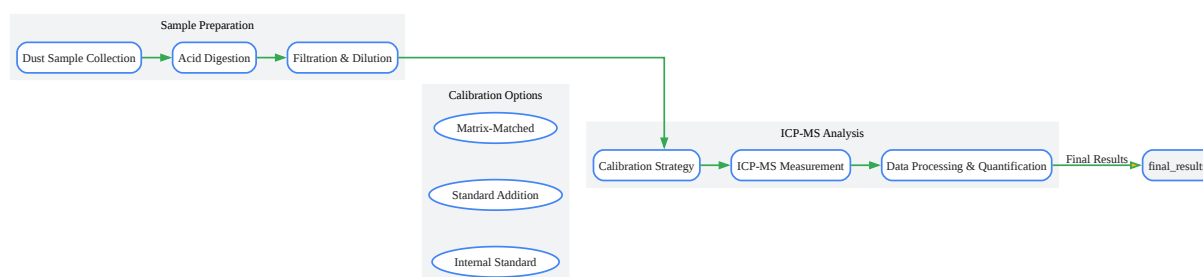 Sample Preparation
Dust Sample Collection
Acid Digestion
Filtration & Dilution
Calibration Options
Matrix-Matched
Standard Addition
Internal Standard
ICP-MS Analysis
Calibration Strategy
ICP-MS Measurement
Data Processing & Quantification
Final Results
final_results